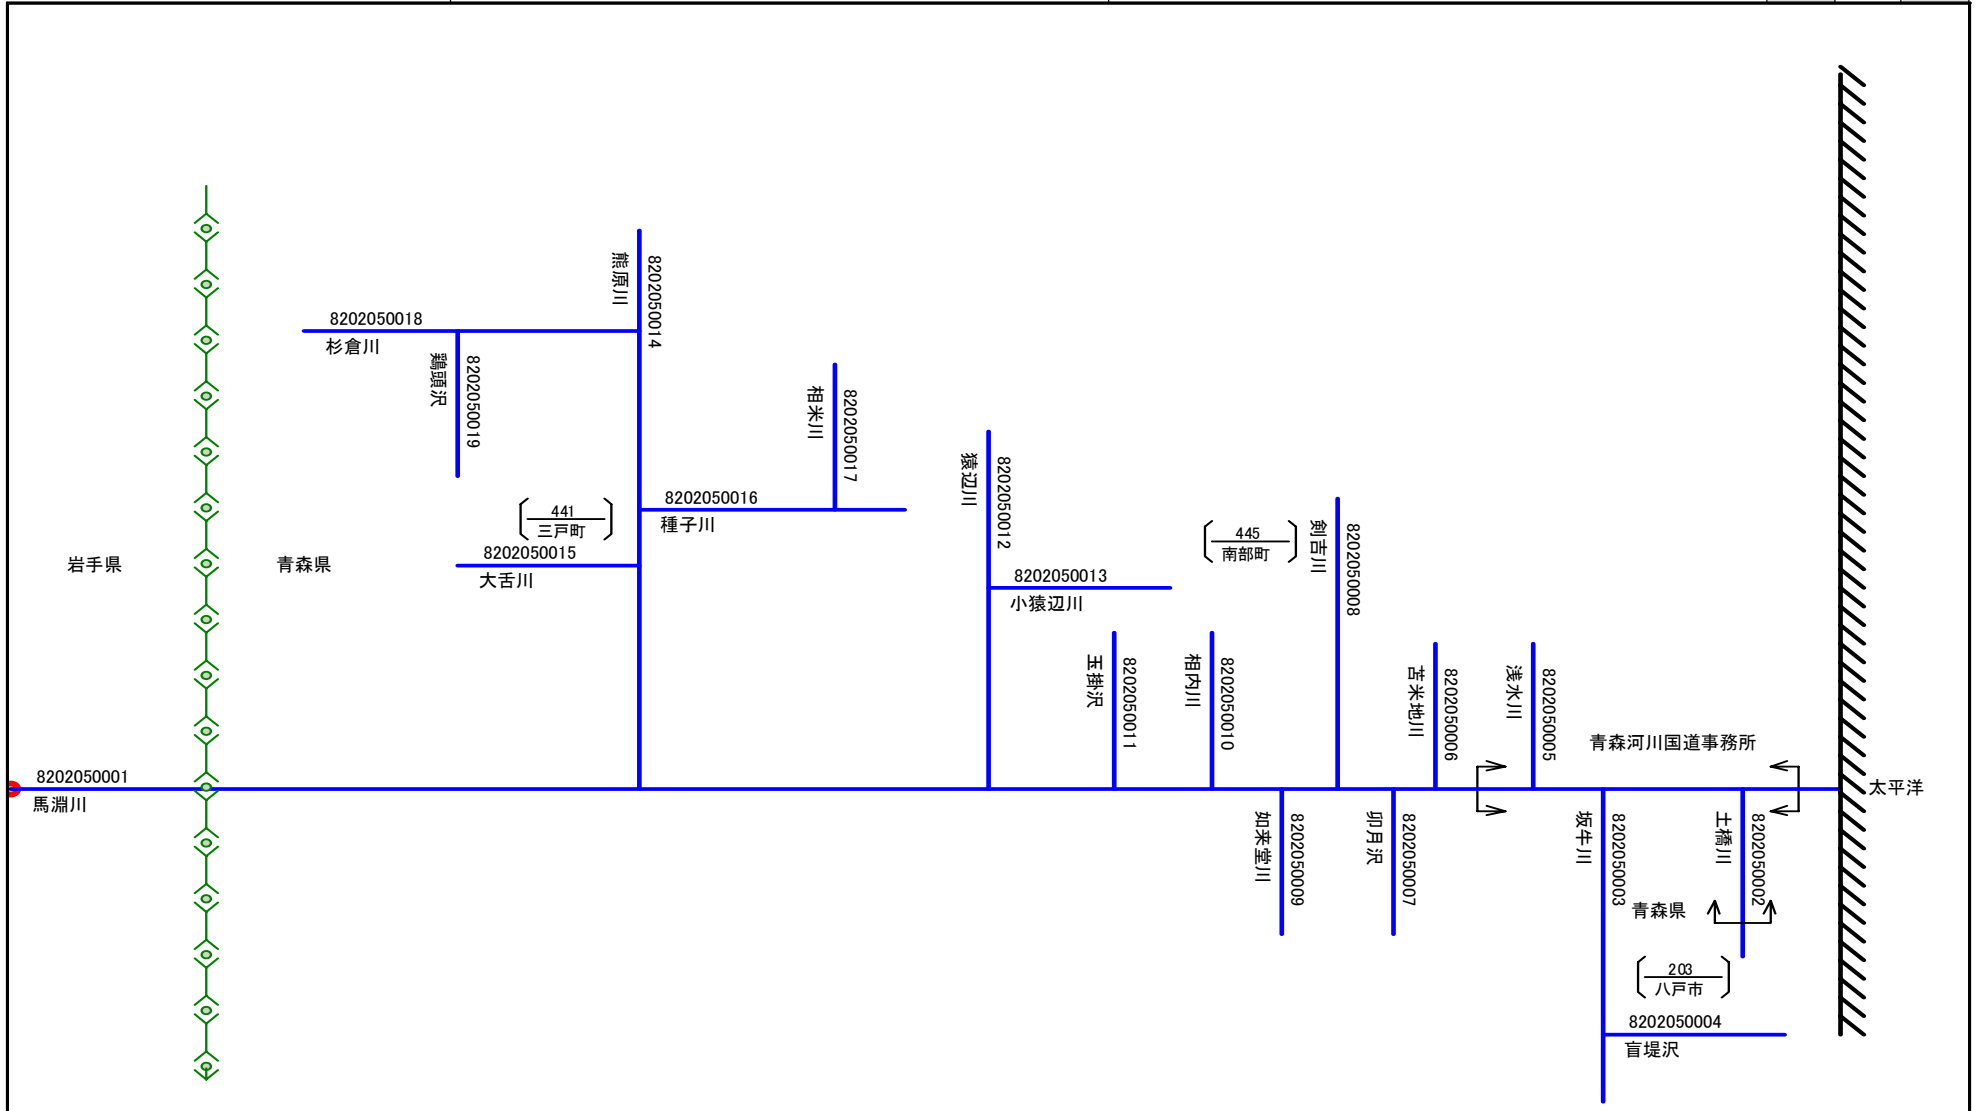 熊原川
8202050014
8202050018
杉倉川
鶏頭沢
8202050019
相米川
8202050017
猿辺川
8202050012
441
三戸町
8202050016
種子川
445
南部町
剣吉川
8202050008
岩手県
青森県
8202050015
大舌川
8202050013
小猿辺川
玉掛沢
8202050011
相内川
8202050010
苫米地川
8202050006
浅水川
8202050005
青森河川国道事務所
8202050001
馬淵川
太平洋
如来堂川
8202050009
卯月沢
8202050007
坂牛川
8202050003
土橋川
8202050002
青森県
203
八戸市
8202050004
盲堤沢